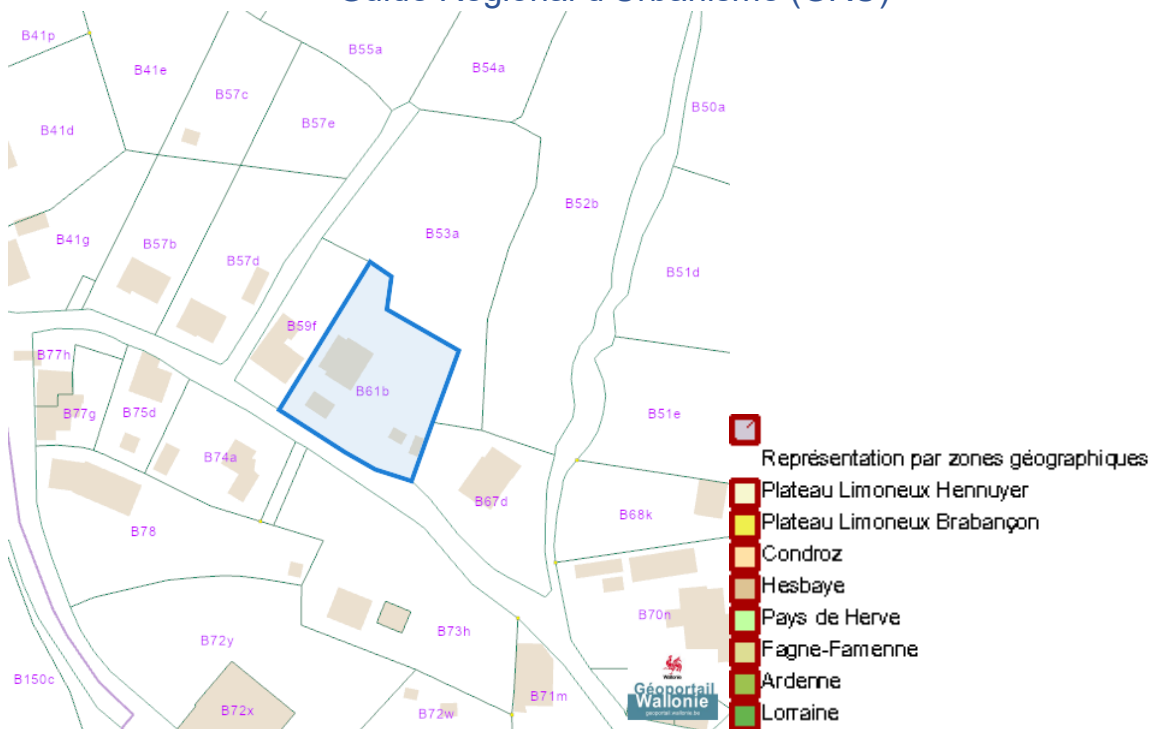 Guide Régional d'Urbanisme (GRU)
B41p
B55a
B54a
B41e
B57c
B50a
B57e
B41d
B52b
B53a
B41g
B57b
B57d
B51d
B59f
B77h
B61b
B77g
B75d
B51e
B74a
B67d
B68k
B78
B70n
B73h
B72y
B150c
B71m
B72x
B72w
Wallonie
Géoportail
Wallonie
geoportail.wallonie.be
Représentation par zones géographiques
Plateau Limoneux Hennuyer
Plateau Limoneux Brabançon
Condroz
Hesbaye
Pays de Herve
Fagne-Famenne
Ardenne
Lorraine